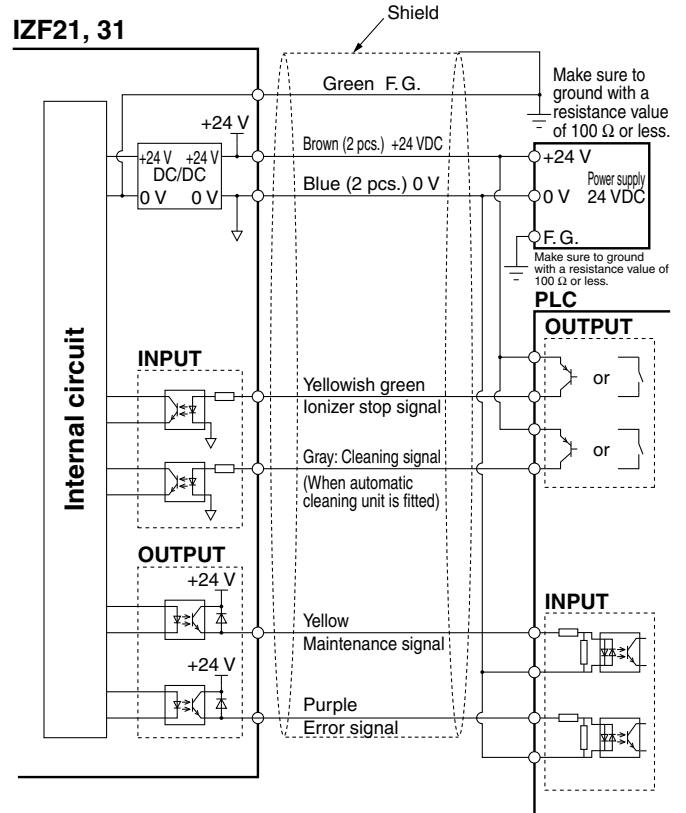 Shield
IZF21, 31
Green F. G.
Make sure to
ground with a
resistance value
of 100 Ω or less.
+24 V
Brown (2 pcs.) +24 VDC
+24 V +24 V
DC/DC
0 V 0 V
Blue (2 pcs.) 0 V
+24 V
0 V
Power supply
24 VDC
F. G.
Make sure to ground
with a resistance value of
100 Ω or less.
PLC
OUTPUT
or
or
Internal circuit
INPUT
Yellowish green
Ionizer stop signal
Gray: Cleaning signal
(When automatic
cleaning unit is fitted)
OUTPUT
+24 V
Yellow
Maintenance signal
+24 V
Purple
Error signal
INPUT